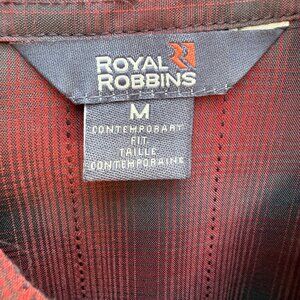 ROYAL
ROBBINS
M
CONTEMPORARY
FIT
TAILLE
CONTEMPORAINE